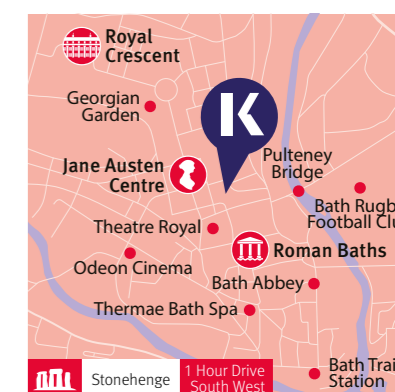 Royal
Crescent
Georgian
Garden
K
Jane Austen
Centre
Pulteney
Bridge
Bath Rugb
Football Clu
Theatre Royal
Roman Baths
Odeon Cinema
Bath Abbey
Thermae Bath Spa
Stonehenge
1 Hour Drive
South West
Bath Trai
Station